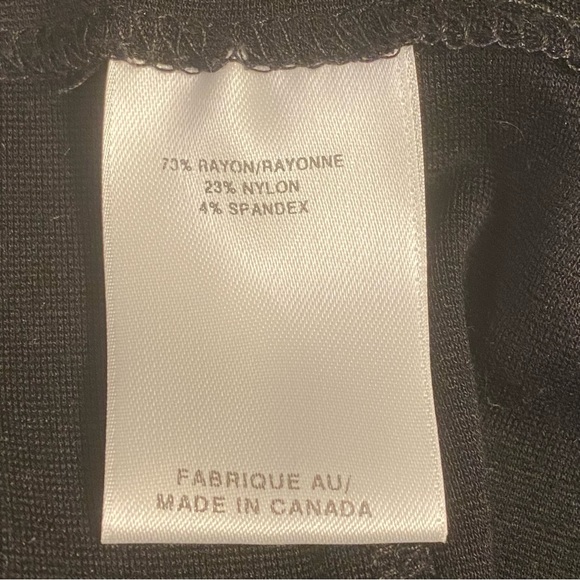 73% RAYON/RAYONNE
23% NYLON
4% SPANDEX
FABRIQUE AU/
MADE IN CANADA